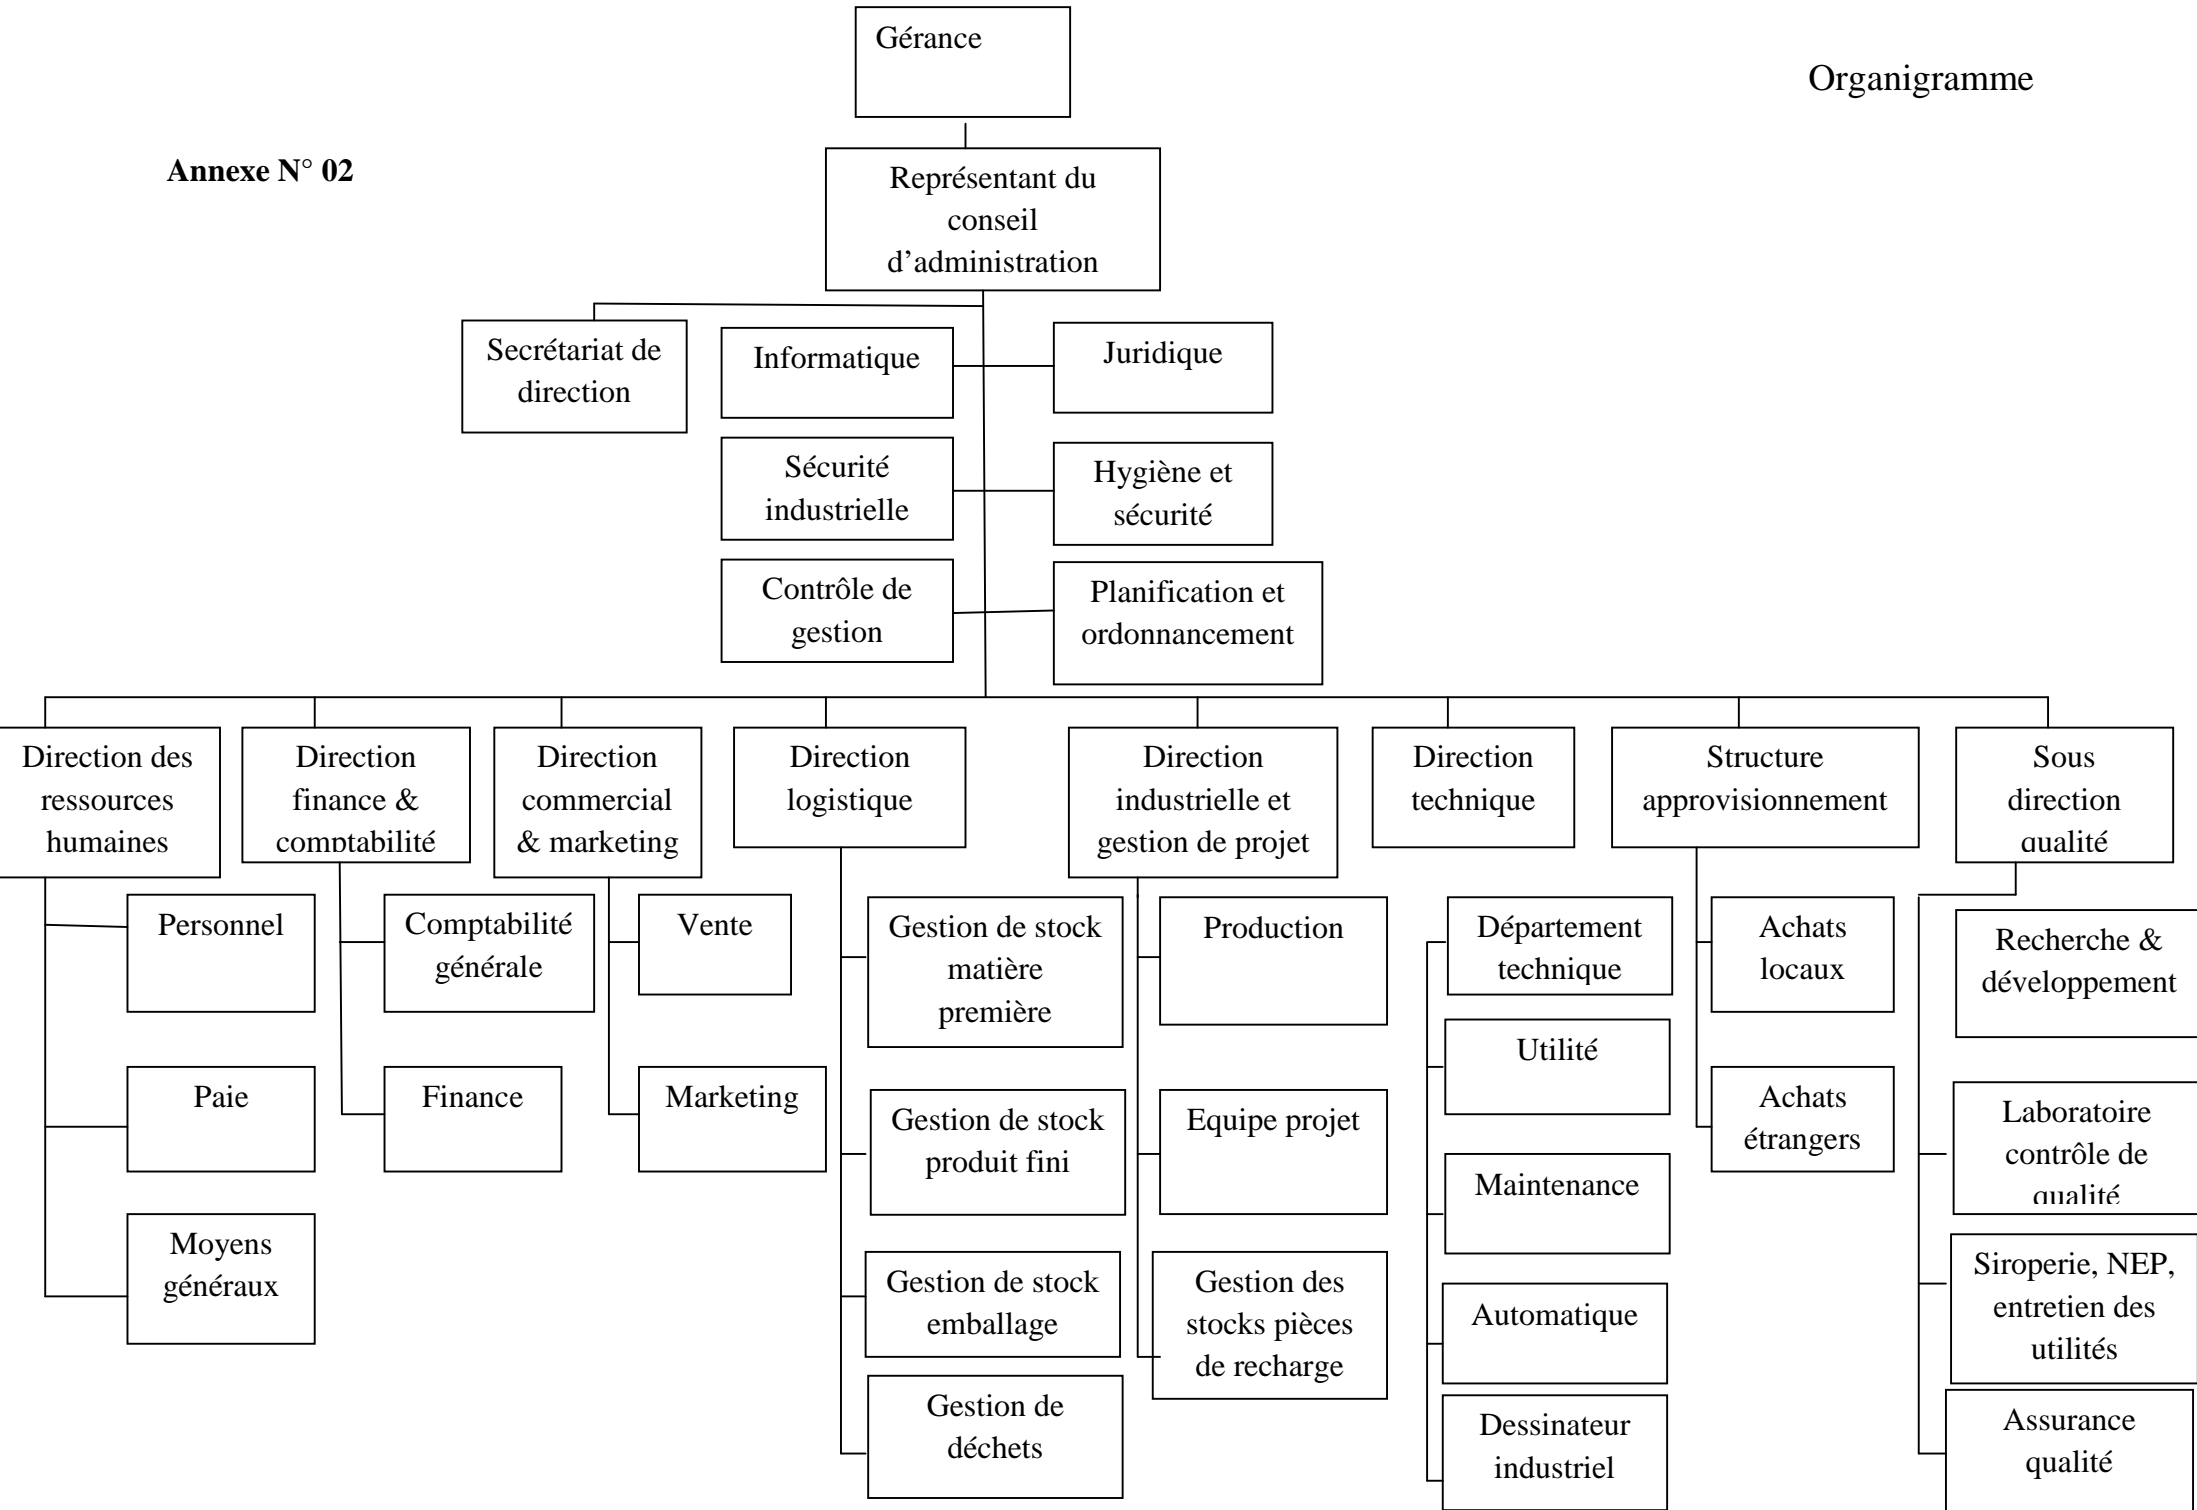 Gérance
Organigramme
Annexe N° 02
Représentant du
conseil
d’administration
Secrétariat de
direction
Informatique
Juridique
Sécurité
industrielle
Hygiène et
sécurité
Contrôle de
gestion
Planification et
ordonnancement
Direction des
ressources
humaines
Direction
finance &
comptabilité
Direction
commercial
& marketing
Direction
logistique
Direction
industrielle et
gestion de projet
Direction
technique
Structure
approvisionnement
Sous
direction
qualité
Personnel
Paie
Moyens
généraux
Comptabilité
générale
Finance
Vente
Marketing
Gestion de stock
matière
première
Gestion de stock
produit fini
Gestion de stock
emballage
Gestion de
déchets
Production
Equipe projet
Gestion des
stocks pièces
de recharge
Département
technique
Utilité
Maintenance
Automatique
Dessinateur
industriel
Achats
locaux
Achats
étrangers
Recherche &
développement
Laboratoire
contrôle de
qualité
Siroperie, NEP,
entretien des
utilités
Assurance
qualité